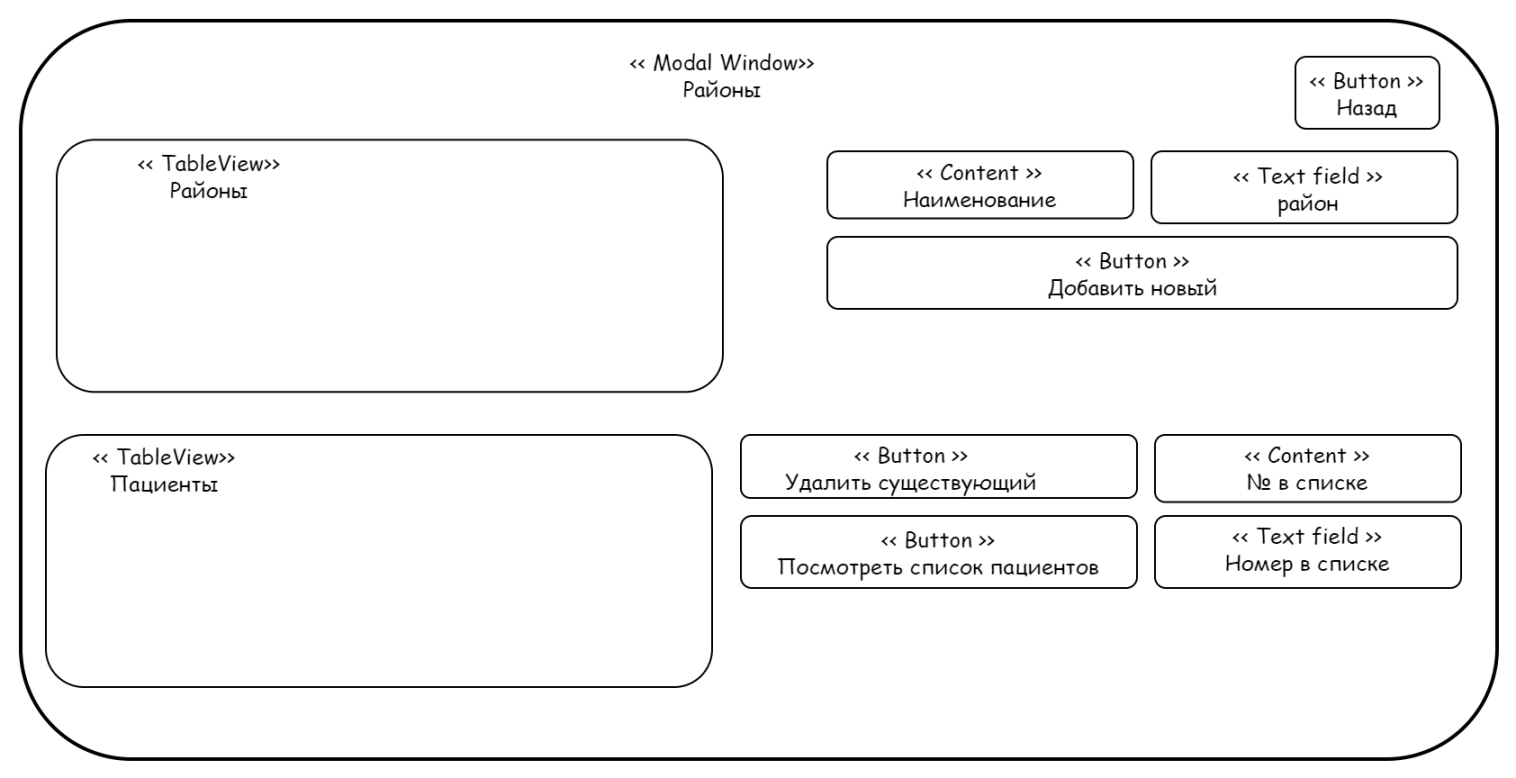 << Modal Window>>
Районы
<< Button >>
Назад
<< TableView>>
Районы
<< Content >>
Наименование
<< Text field >>
район
<< Button >>
Добавить новый
<< TableView>>
Пациенты
<< Button >>
Удалить существующий
<< Content >>
№ в списке
<< Button >>
Посмотреть список пациентов
<< Text field >>
Номер в списке